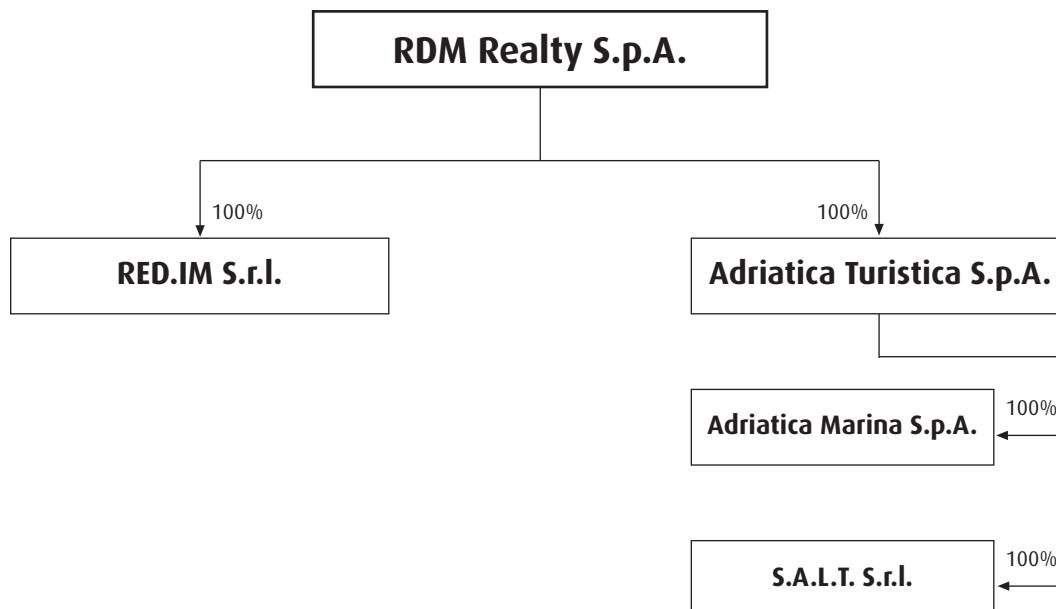 RDM Realty S.p.A.
100%
100%
RED.IM S.r.l.
Adriatica Turistica S.p.A.
100%
Adriatica Marina S.p.A.
100%
S.A.L.T. S.r.l.